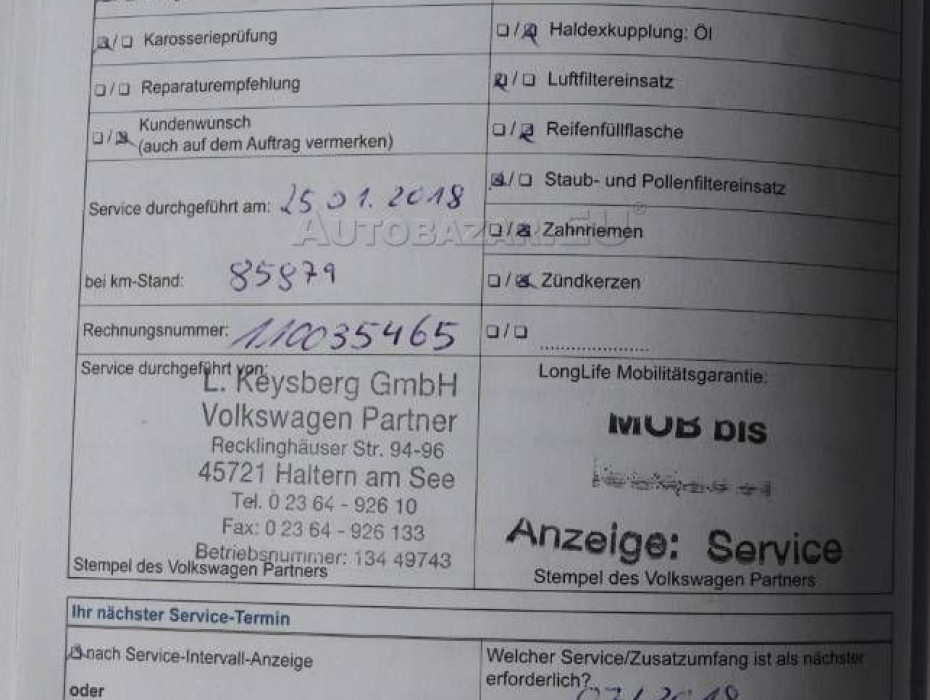 Karosserieprüfung
Haldexkupplung: Öl
Reparaturempfehlung
Luftfiltereinsatz
Kundenwunsch
(auch auf dem Auftrag vermerken)
Reifenfüllflasche
Staub- und Pollenfiltereinsatz
Service durchgeführt am: 25.01.2018
AUTOBAZAR.EU®
Zahnriemen
bei km-Stand: 85879
Zündkerzen
Rechnungsnummer: 110035465
Service durchgeführt von:
L. Keysberg GmbH
Volkswagen Partner
Recklinghäuser Str. 94-96
45721 Haltern am See
Tel. 0 23 64 - 926 10
Fax: 0 23 64 - 926 133
Betriebsnummer: 134 49743
Stempel des Volkswagen Partners
LongLife Mobilitätsgarantie:
MOB bis
Anzeige: Service
Stempel des Volkswagen Partners
Ihr nächster Service-Termin
nach Service-Intervall-Anzeige
oder
Welcher Service/Zusatzumfang ist als nächster
erforderlich?